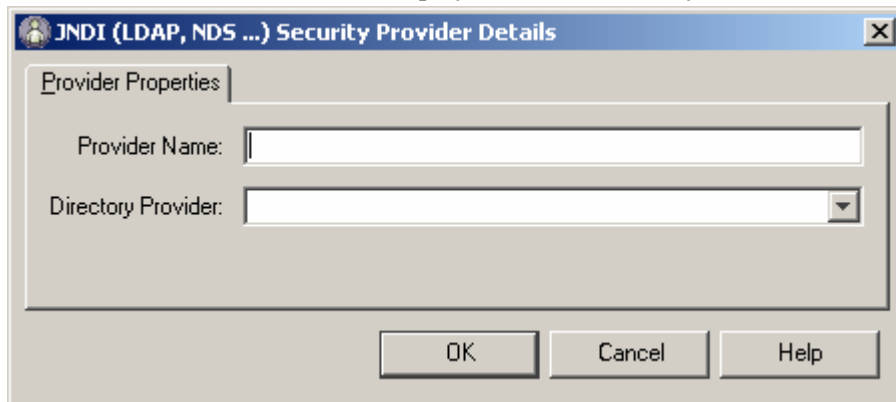 JNDI (LDAP, NDS ...) Security Provider Details
Provider Properties
Provider Name:
Directory Provider:
OK Cancel Help